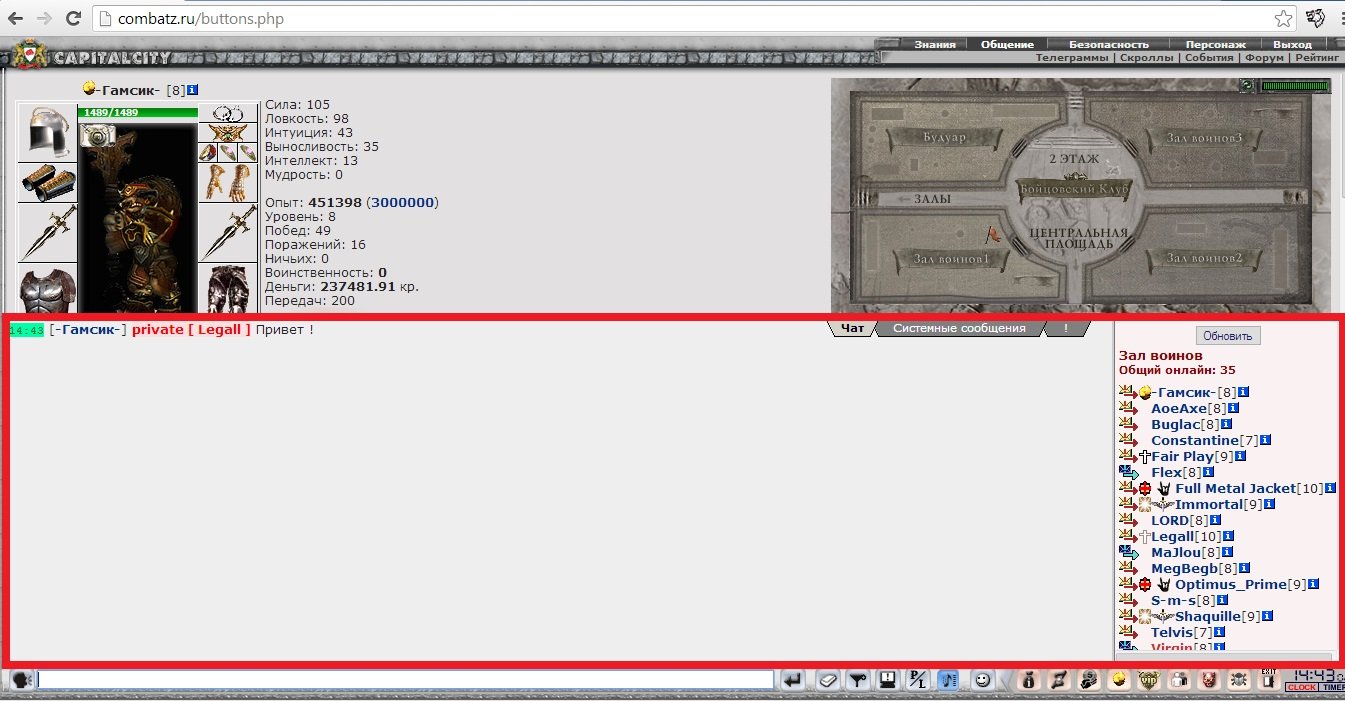 combatz.ru/buttons.php
CAPITALCITY
Знания Общение Безопасность Персонаж Выход
Телеграммы | Скроллы | События | Форум | Рейтинг
-Гамсик- [8]
1489/1489
Сила: 105
Ловкость: 98
Интуиция: 43
Выносливость: 35
Интеллект: 13
Мудрость: 0
Опыт: 451398 (3000000)
Уровень: 8
Побед: 49
Поражений: 16
Ничьих: 0
Воинственность: 0
Деньги: 237481.91 кр.
Передач: 200
Будуар
Зал воинов3
2 ЭТАЖ
Бойцовский Клуб
ЗАЛЫ
ЦЕНТРАЛЬНАЯ
ПЛОЩАДЬ
Зал воинов1
Зал воинов2
14:43 [-Гамсик-] private [ Legall ] Привет !
Чат Системные сообщения !
Обновить
Зал воинов
Общий онлайн: 35
-Гамсик-[8]
AoeAxe[8]
Buglac[8]
Constantine[7]
Fair Play[9]
Flex[8]
Full Metal Jacket[10]
Immortal[9]
LORD[8]
Legall[10]
MaJlou[8]
MegBegb[8]
Optimus_Prime[9]
S-m-s[8]
Shaquille[9]
Telvis[7]
Virgin[8]
P/L
EXIT
14:43
CLOCK TIMER